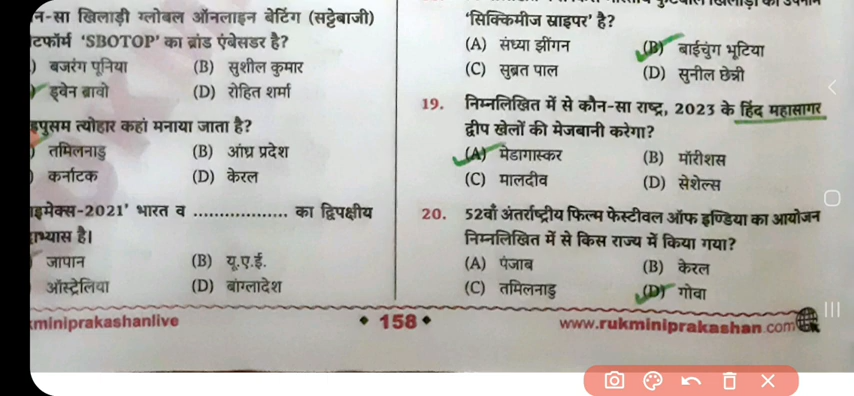 न-सा खिलाड़ी ग्लोबल ऑनलाइन बेटिंग (सट्टेबाजी)
टफॉर्म 'SBOTOP' का ब्रांड एंबेसडर है?
) बजरंग पूनिया (B) सुशील कुमार
) ड्वेन ब्रावो (D) रोहित शर्मा
इपुसम त्योहार कहां मनाया जाता है?
) तमिलनाडु (B) आंध्र प्रदेश
) कर्नाटक (D) केरल
इमेक्स-2021' भारत व .................. का द्विपक्षीय
ाभ्यास है।
जापान (B) यू.ए.ई.
ऑस्ट्रेलिया (D) बांग्लादेश
'सिक्किमीज स्नाइपर' है?
(A) संध्या झींगन (B) बाईचुंग भूटिया
(C) सुब्रत पाल (D) सुनील छेत्री
19. निम्नलिखित में से कौन-सा राष्ट्र, 2023 के हिंद महासागर
द्वीप खेलों की मेजबानी करेगा?
(A) मेडागास्कर (B) मॉरीशस
(C) मालदीव (D) सेशेल्स
20. 52वाँ अंतर्राष्ट्रीय फिल्म फेस्टीवल ऑफ इण्डिया का आयोजन
निम्नलिखित में से किस राज्य में किया गया?
(A) पंजाब (B) केरल
(C) तमिलनाडु (D) गोवा
miniprakashanlive 158 www.rukminiprakashan.com